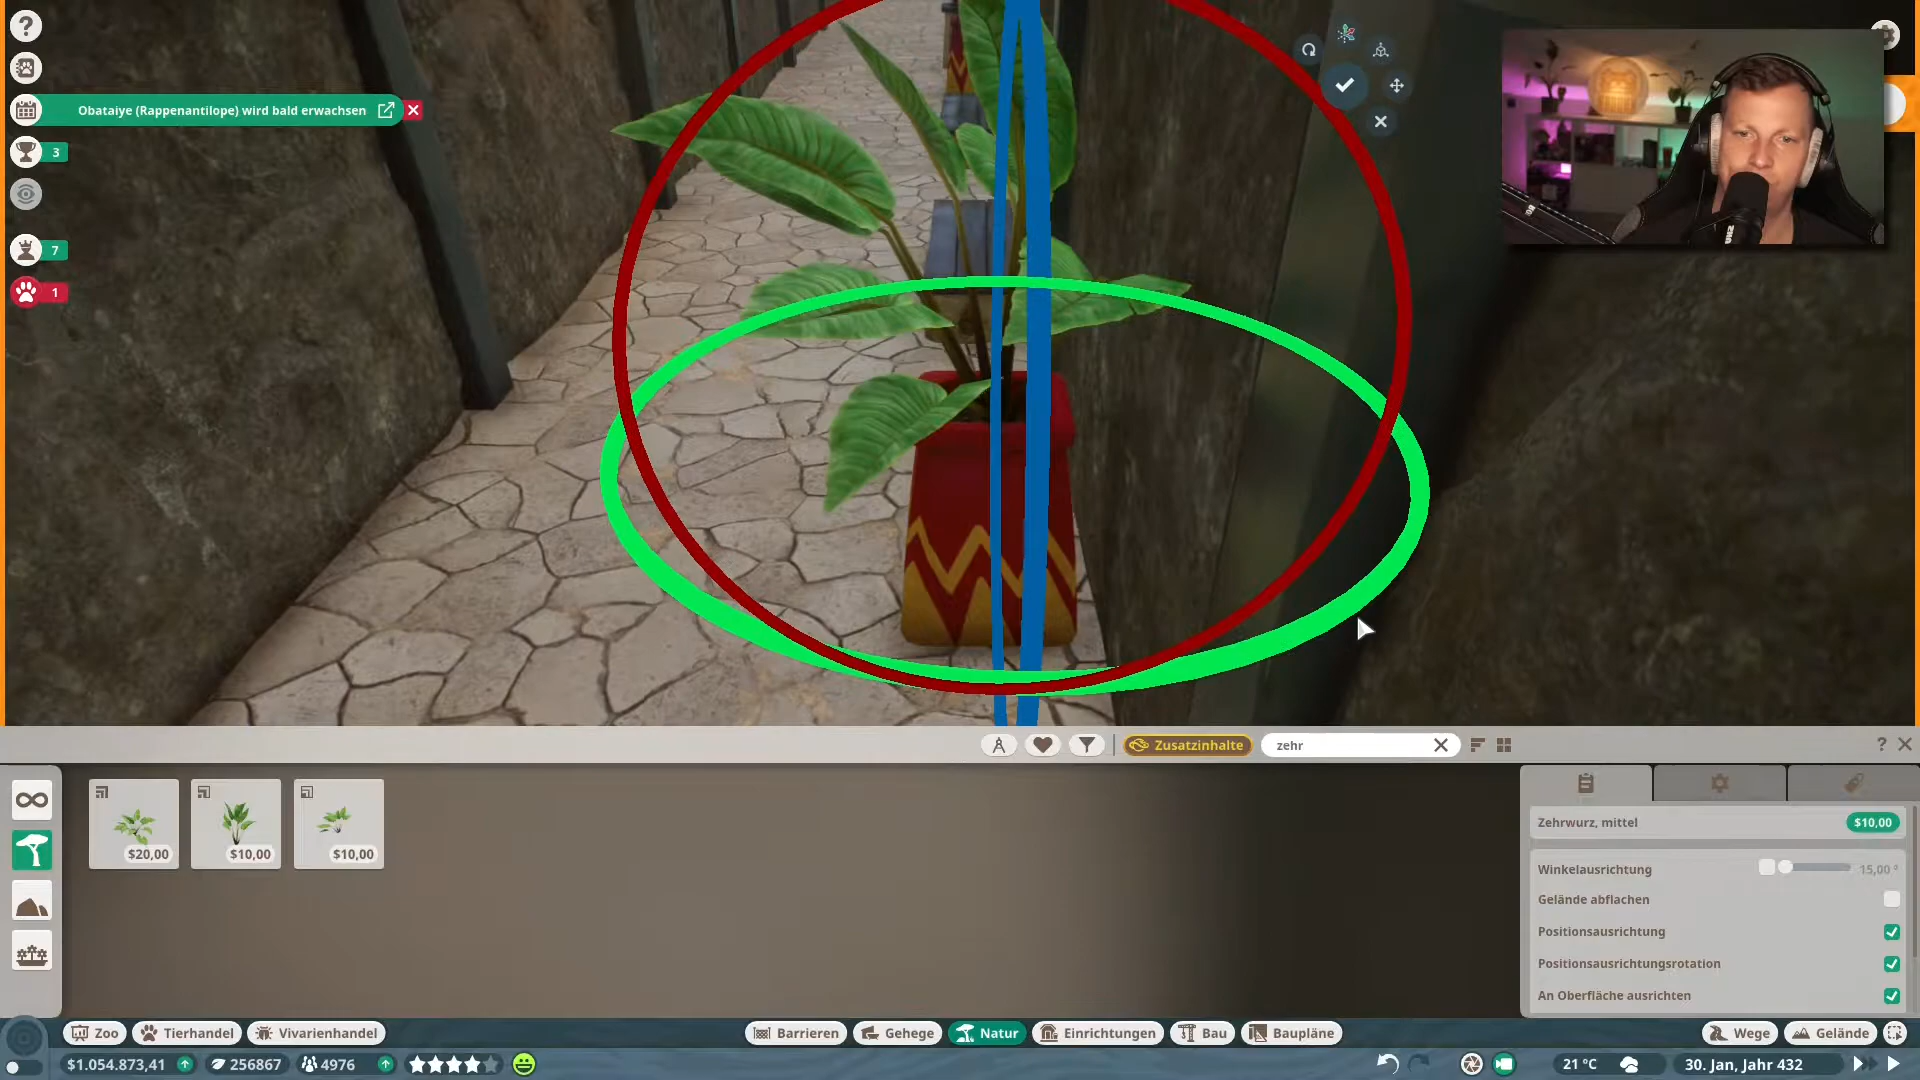 ?
Obataiye (Rappenantilope) wird bald erwachsen
3
7
1
Zusatzinhalte
zehr
?
$20,00
$10,00
$10,00
Zehrwurz, mittel
$10,00
Winkelausrichtung
15,00 °
Gelände abflachen
Positionsausrichtung
Positionsausrichtungsrotation
An Oberfläche ausrichten
Zoo
Tierhandel
Vivarienhandel
Barrieren
Gehege
Natur
Einrichtungen
Bau
Baupläne
Wege
Gelände
$1.054.873,41
256867
4976
21 °C
30. Jan, Jahr 432